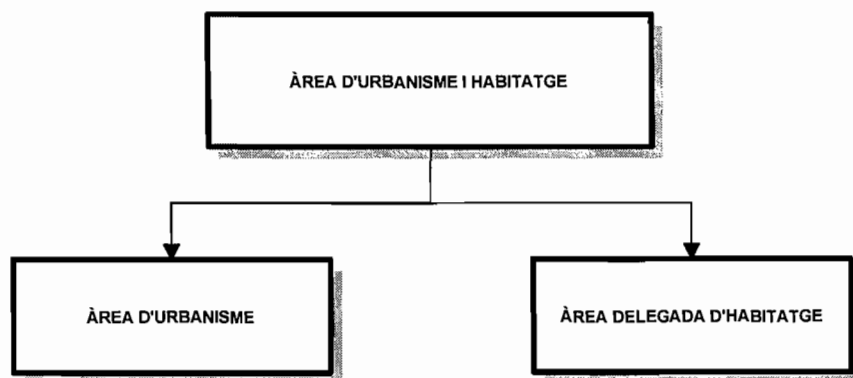 ÀREA D'URBANISME I HABITATGE
ÀREA D'URBANISME
ÀREA DELEGADA D'HABITATGE